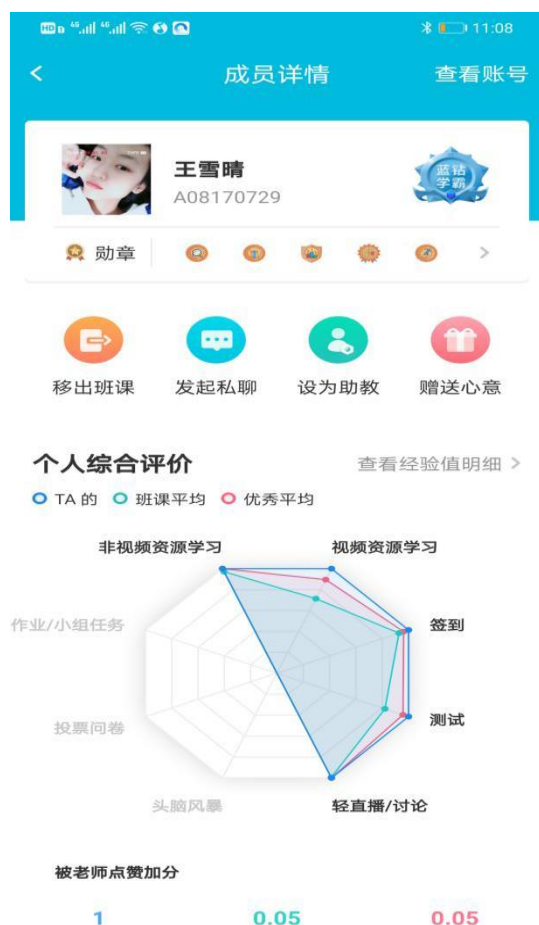 HD 46 46 11:08
成员详情 查看账号
王雪晴
A08170729
蓝钻
学霸
勋章
移出班课 发起私聊 设为助教 赠送心意
个人综合评价 查看经验值明细
TA 的 班课平均 优秀平均
非视频资源学习 视频资源学习
作业/小组任务 签到
投票问卷 测试
头脑风暴 轻直播/讨论
被老师点赞加分
1 0.05 0.05